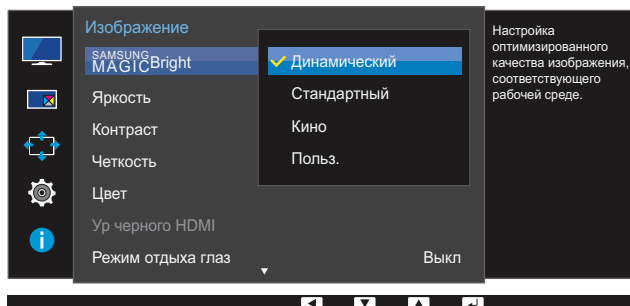 Изображение
SAMSUNG
MAGICBright
Яркость
Контраст
Четкость
Цвет
Ур черного HDMI
Режим отдыха глаз
Выкл
Динамический
Стандартный
Кино
Польз.
Настройка
оптимизированного
качества изображения,
соответствующего
рабочей среде.